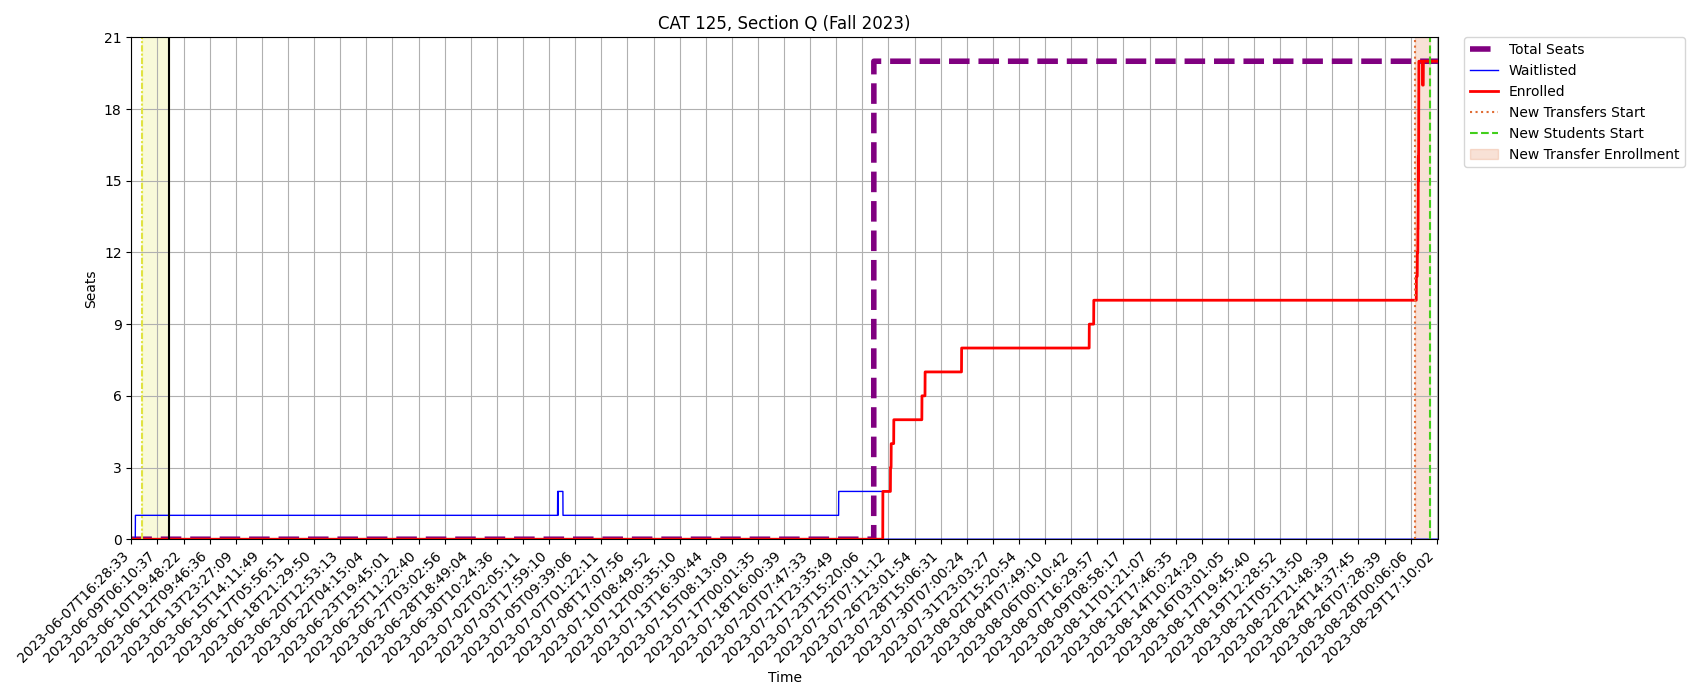 CAT 125, Section Q (Fall 2023)
21
18
15
12
9
6
3
0
Seats
Total Seats
Waitlisted
Enrolled
New Transfers Start
New Students Start
New Transfer Enrollment
2023-06-07T16:28:33
2023-06-09T06:10:37
2023-06-10T19:48:22
2023-06-12T09:46:36
2023-06-13T23:27:09
2023-06-15T14:11:49
2023-06-17T05:56:51
2023-06-18T21:29:50
2023-06-20T12:53:13
2023-06-22T04:15:04
2023-06-23T19:45:01
2023-06-25T11:22:40
2023-06-27T03:02:56
2023-06-28T18:49:04
2023-06-30T10:24:36
2023-07-02T02:05:11
2023-07-03T17:59:10
2023-07-05T09:39:06
2023-07-07T01:22:11
2023-07-08T17:07:56
2023-07-10T08:49:52
2023-07-12T00:35:10
2023-07-13T16:30:44
2023-07-15T08:13:09
2023-07-17T00:01:35
2023-07-18T16:00:39
2023-07-20T07:47:33
2023-07-21T23:35:49
2023-07-23T15:20:06
2023-07-25T07:11:12
2023-07-26T23:01:54
2023-07-28T15:06:31
2023-07-30T07:00:24
2023-07-31T23:03:27
2023-08-02T15:20:54
2023-08-04T07:49:10
2023-08-06T00:10:42
2023-08-07T16:29:57
2023-08-09T08:58:17
2023-08-11T01:21:07
2023-08-12T17:46:35
2023-08-14T10:24:29
2023-08-16T03:01:05
2023-08-17T19:45:40
2023-08-19T12:28:52
2023-08-21T05:13:50
2023-08-22T21:48:39
2023-08-24T14:37:45
2023-08-26T07:28:39
2023-08-28T00:06:06
2023-08-29T17:10:02
Time